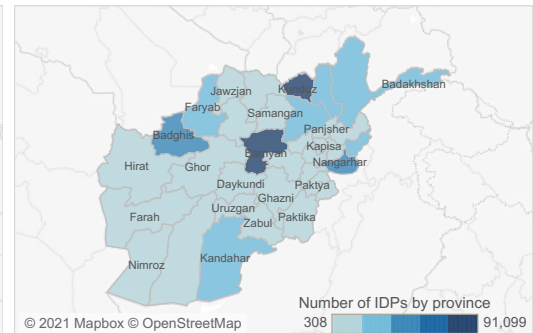 Jawzjan
Kunduz
Badakhshan
Faryab
Samangan
Badghis
Panjsher
Kapisa
Bamyan
Hirat
Ghor
Nangarhar
Daykundi
Paktya
Ghazni
Uruzgan
Farah
Paktika
Zabul
Kandahar
Nimroz
Number of IDPs by province
© 2021 Mapbox © OpenStreetMap
308
91,099